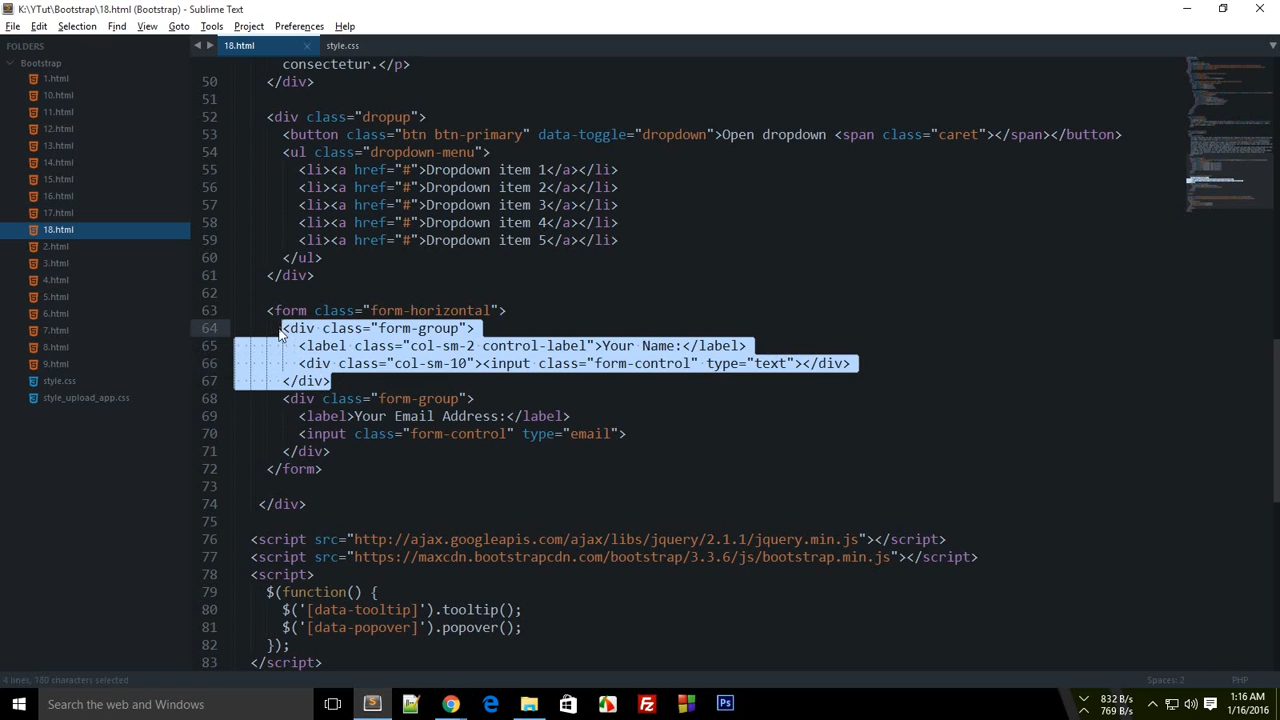 K:\YTut\Bootstrap\18.html (Bootstrap) - Sublime Text
File Edit Selection Find View Goto Tools Project Preferences Help
FOLDERS
Bootstrap
1.html
10.html
11.html
12.html
13.html
14.html
15.html
16.html
17.html
18.html
2.html
3.html
4.html
5.html
6.html
7.html
8.html
9.html
style.css
style_upload_app.css
18.html
style.css
consectetur.</p>
50 </div>
51
52 <div class="dropup">
53 <button class="btn btn-primary" data-toggle="dropdown">Open dropdown <span class="caret"></span></button>
54 <ul class="dropdown-menu">
55 <li><a href="#">Dropdown item 1</a></li>
56 <li><a href="#">Dropdown item 2</a></li>
57 <li><a href="#">Dropdown item 3</a></li>
58 <li><a href="#">Dropdown item 4</a></li>
59 <li><a href="#">Dropdown item 5</a></li>
60 </ul>
61 </div>
62
63 <form class="form-horizontal">
64 <div class="form-group">
65 <label class="col-sm-2 control-label">Your Name:</label>
66 <div class="col-sm-10"><input class="form-control" type="text"></div>
67 </div>
68 <div class="form-group">
69 <label>Your Email Address:</label>
70 <input class="form-control" type="email">
71 </div>
72 </form>
73
74 </div>
75
76 <script src="http://ajax.googleapis.com/ajax/libs/jquery/2.1.1/jquery.min.js"></script>
77 <script src="https://maxcdn.bootstrapcdn.com/bootstrap/3.3.6/js/bootstrap.min.js"></script>
78 <script>
79 $(function() {
80 $('[data-tooltip]').tooltip();
81 $('[data-popover]').popover();
82 });
83 </script>
4 lines, 180 characters selected
Spaces: 2
PHP
Search the web and Windows
Ps
832 B/s
769 B/s
1:16 AM
1/16/2016